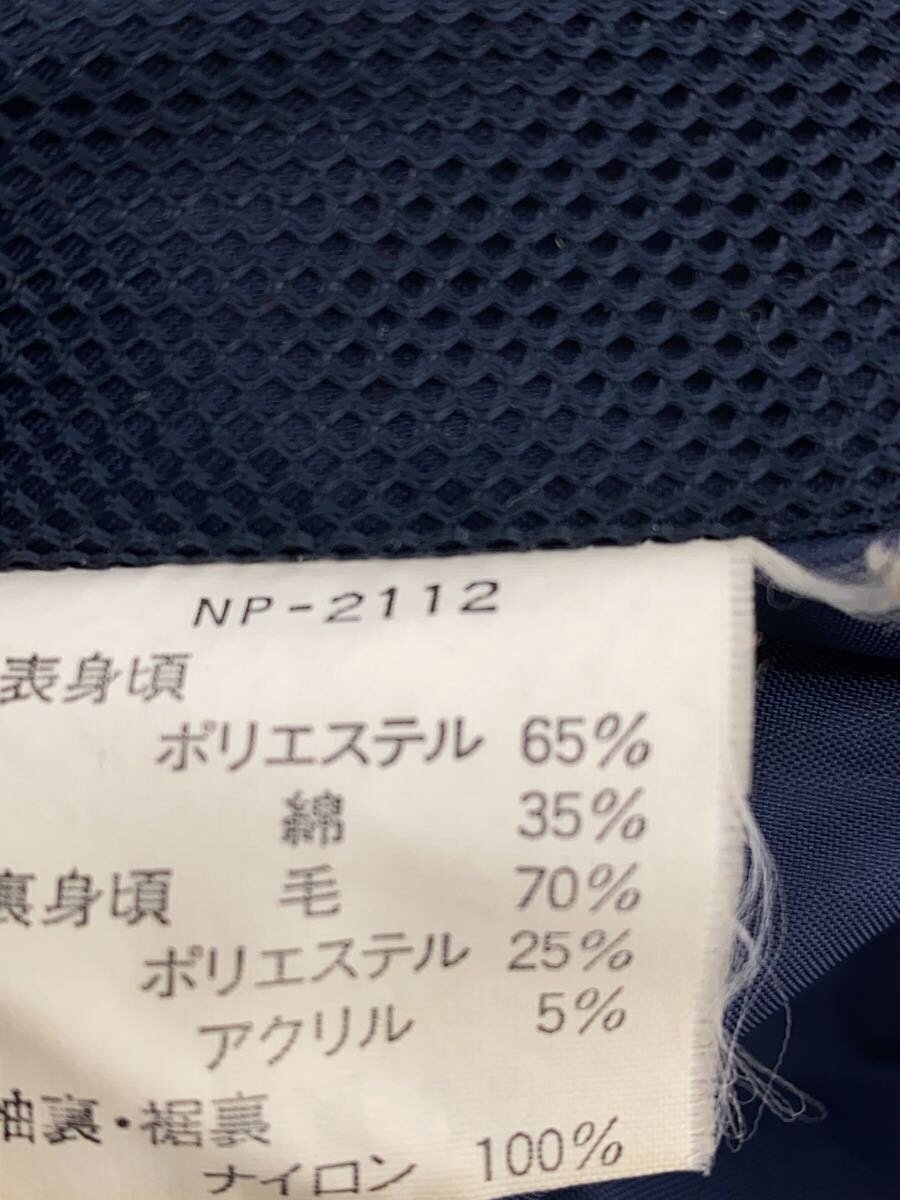 NP-2112
表身頃
ポリエステル 65%
綿 35%
裏身頃 毛 70%
ポリエステル 25%
アクリル 5%
袖裏・裾裏
ナイロン 100%